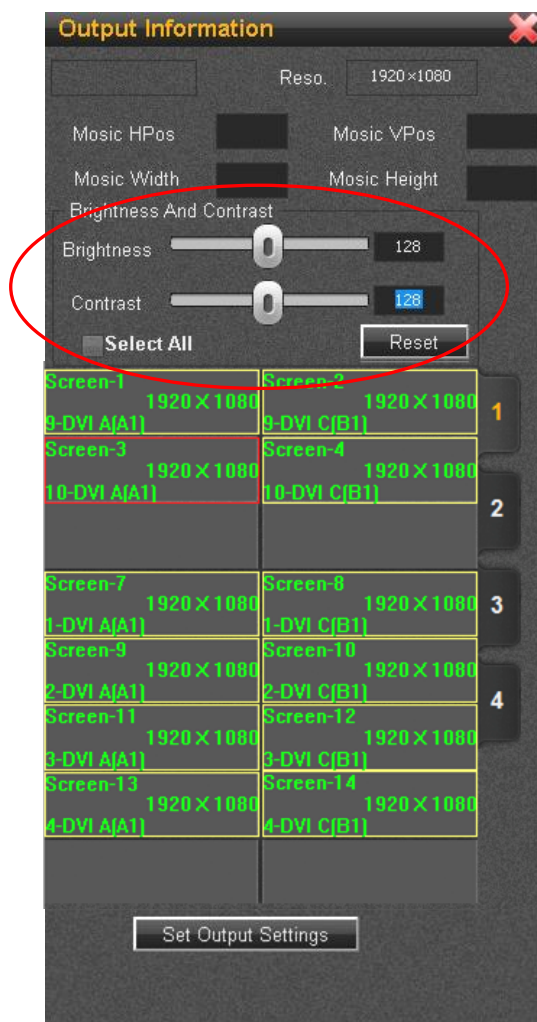 Output Information
Reso. 1920×1080
Mosic HPos Mosic VPos
Mosic Width Mosic Height
Brightness And Contrast
Brightness 128
Contrast 128
Select All Reset
Screen-1 Screen-2
1920×1080 1920×1080
9-DVI A[A1] 9-DVI C[B1]
1
Screen-3 Screen-4
1920×1080 1920×1080
10-DVI A[A1] 10-DVI C[B1]
2
Screen-7 Screen-8
1920×1080 1920×1080
1-DVI A[A1] 1-DVI C[B1]
3
Screen-9 Screen-10
1920×1080 1920×1080
2-DVI A[A1] 2-DVI C[B1]
4
Screen-11 Screen-12
1920×1080 1920×1080
3-DVI A[A1] 3-DVI C[B1]
Screen-13 Screen-14
1920×1080 1920×1080
4-DVI A[A1] 4-DVI C[B1]
Set Output Settings